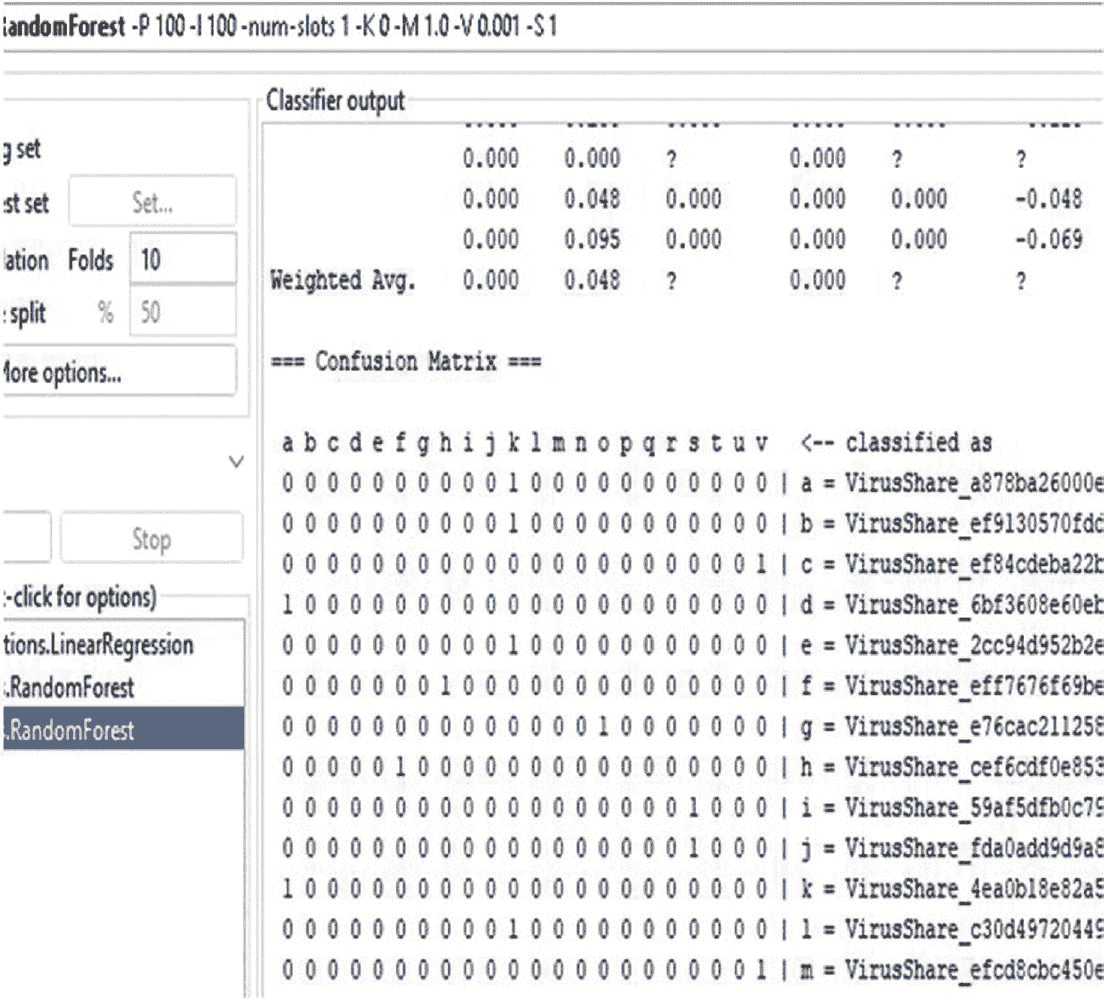 RandomForest -P 100 -I 100 -num-slots 1 -K 0 -M 1.0 -V 0.001 -S 1
Classifier output
g set
est set Set...
ation Folds 10
split % 50
More options...
Stop
-click for options)
tions.LinearRegression
.RandomForest
.RandomForest
0.000 0.000 ? 0.000 ? ?
0.000 0.048 0.000 0.000 0.000 -0.048
0.000 0.095 0.000 0.000 0.000 -0.069
Weighted Avg. 0.000 0.048 ? 0.000 ? ?
=== Confusion Matrix ===
a b c d e f g h i j k l m n o p q r s t u v <-- classified as
0 0 0 0 0 0 0 0 0 0 1 0 0 0 0 0 0 0 0 0 0 0 | a = VirusShare_a878ba26000e
0 0 0 0 0 0 0 0 0 0 1 0 0 0 0 0 0 0 0 0 0 0 | b = VirusShare_ef9130570fdc
0 0 0 0 0 0 0 0 0 0 0 0 0 0 0 0 0 0 0 0 0 1 | c = VirusShare_ef84cdeba22b
1 0 0 0 0 0 0 0 0 0 0 0 0 0 0 0 0 0 0 0 0 0 | d = VirusShare_6bf3608e60eb
0 0 0 0 0 0 0 0 0 0 1 0 0 0 0 0 0 0 0 0 0 0 | e = VirusShare_2cc94d952b2e
0 0 0 0 0 0 0 1 0 0 0 0 0 0 0 0 0 0 0 0 0 0 | f = VirusShare_eff7676f69be
0 0 0 0 0 0 0 0 0 0 0 0 0 0 1 0 0 0 0 0 0 0 | g = VirusShare_e76cac211258
0 0 0 0 0 1 0 0 0 0 0 0 0 0 0 0 0 0 0 0 0 0 | h = VirusShare_cef6cdf0e853
0 0 0 0 0 0 0 0 0 0 0 0 0 0 0 0 0 0 1 0 0 0 | i = VirusShare_59af5dfb0c79
0 0 0 0 0 0 0 0 0 0 0 0 0 0 0 0 0 0 1 0 0 0 | j = VirusShare_fda0add9d9a8
1 0 0 0 0 0 0 0 0 0 0 0 0 0 0 0 0 0 0 0 0 0 | k = VirusShare_4ea0b18e82a5
0 0 0 0 0 0 0 0 0 0 1 0 0 0 0 0 0 0 0 0 0 0 | l = VirusShare_c30d49720449
0 0 0 0 0 0 0 0 0 0 0 0 0 0 0 0 0 0 0 0 0 1 | m = VirusShare_efcd8cbc450e